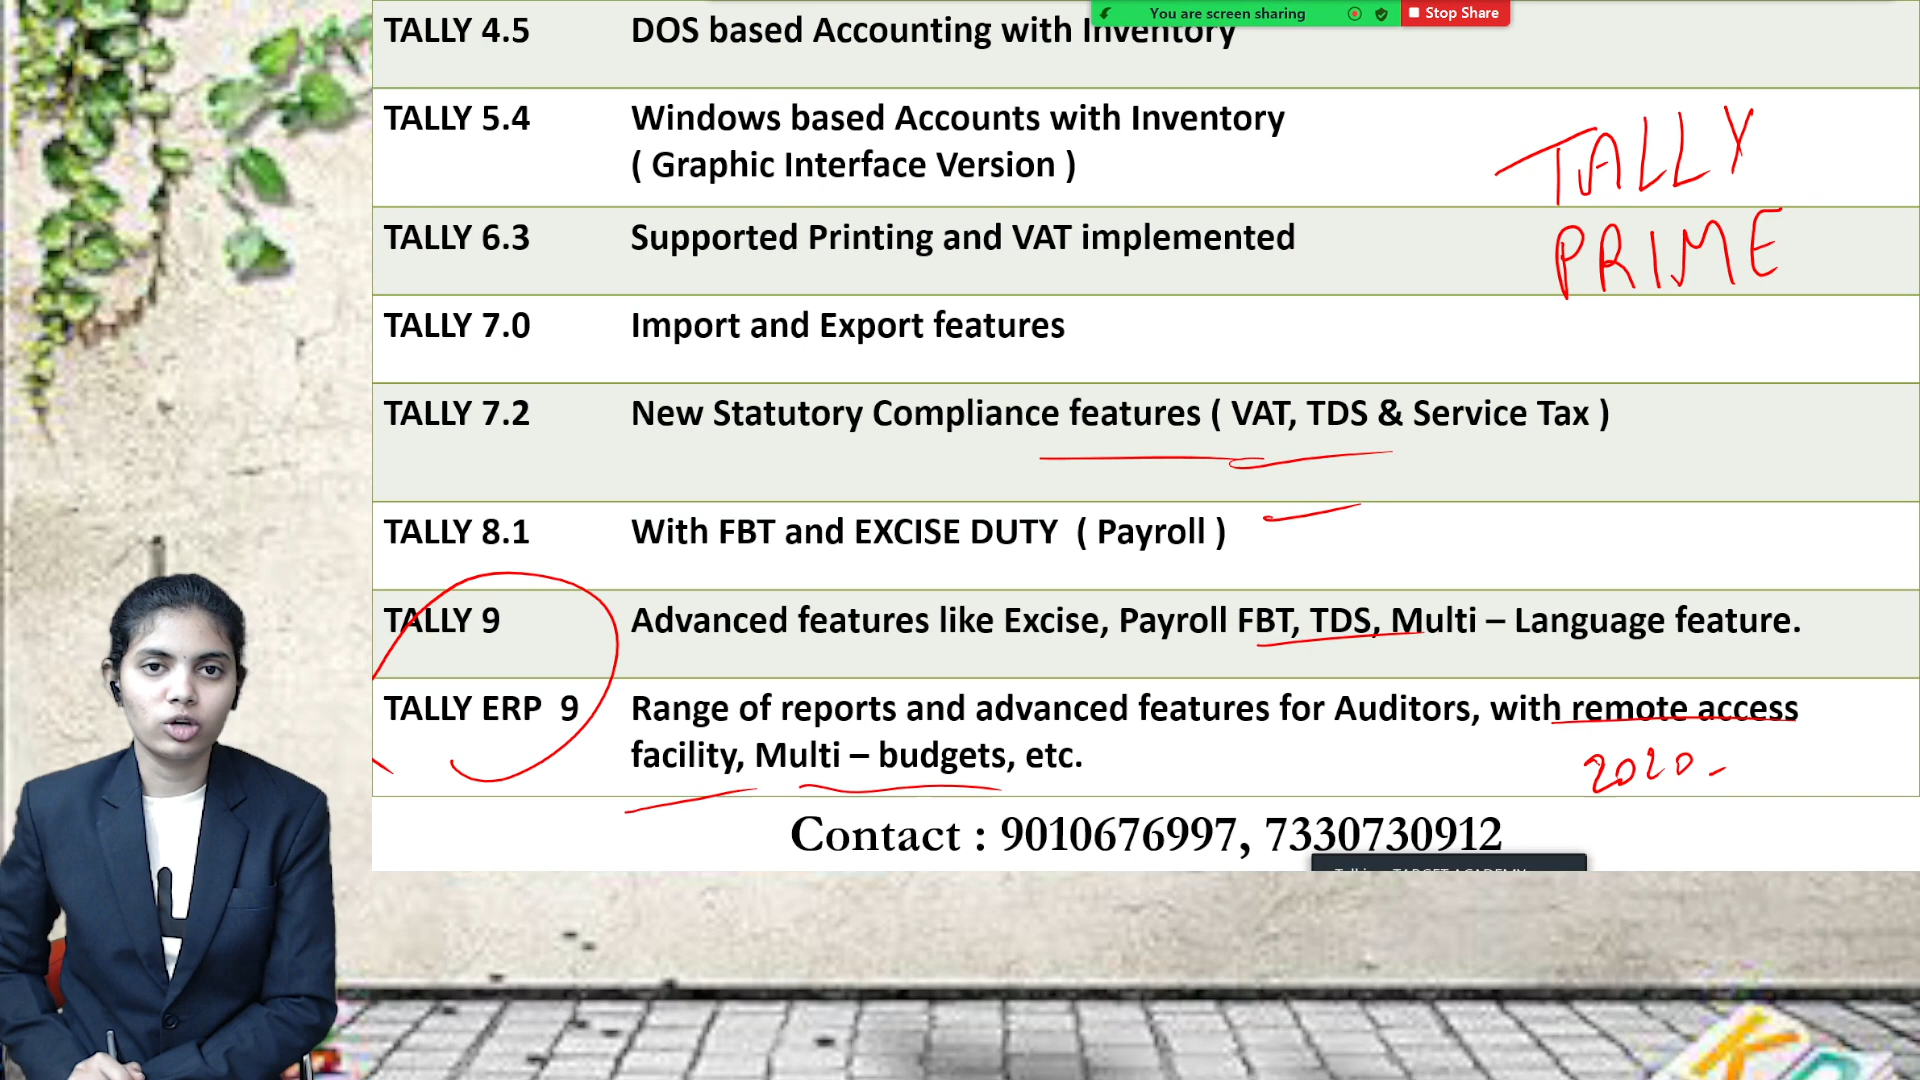 You are screen sharing
Stop Share
TALLY 4.5 DOS based Accounting with Inventory
TALLY 5.4 Windows based Accounts with Inventory
( Graphic Interface Version )
TALLY
TALLY 6.3 Supported Printing and VAT implemented
PRIME
TALLY 7.0 Import and Export features
TALLY 7.2 New Statutory Compliance features ( VAT, TDS & Service Tax )
TALLY 8.1 With FBT and EXCISE DUTY ( Payroll )
TALLY 9 Advanced features like Excise, Payroll FBT, TDS, Multi – Language feature.
TALLY ERP 9 Range of reports and advanced features for Auditors, with remote access
facility, Multi – budgets, etc.
2020-
Contact : 9010676997, 7330730912